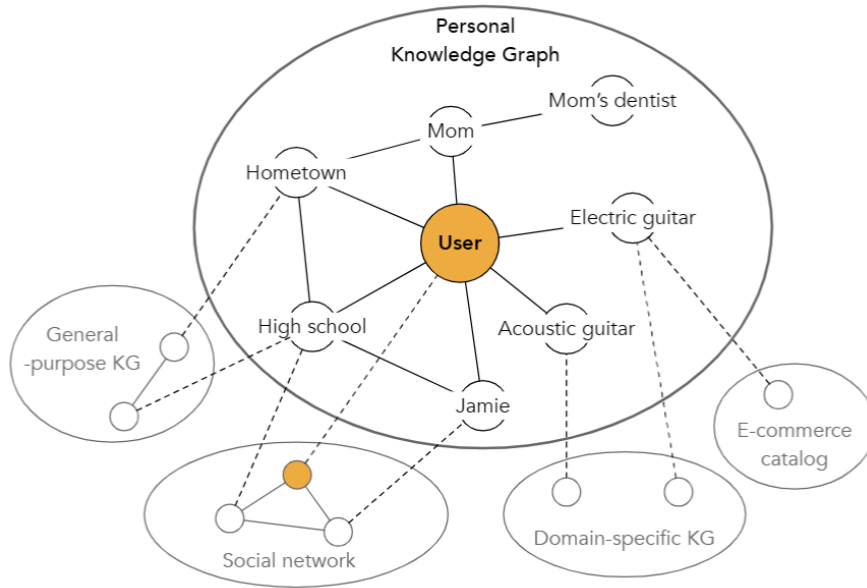 Personal
Knowledge Graph
Mom's dentist
Mom
Hometown
Electric guitar
User
High school
Acoustic guitar
General
-purpose KG
Jamie
E-commerce
catalog
Domain-specific KG
Social network